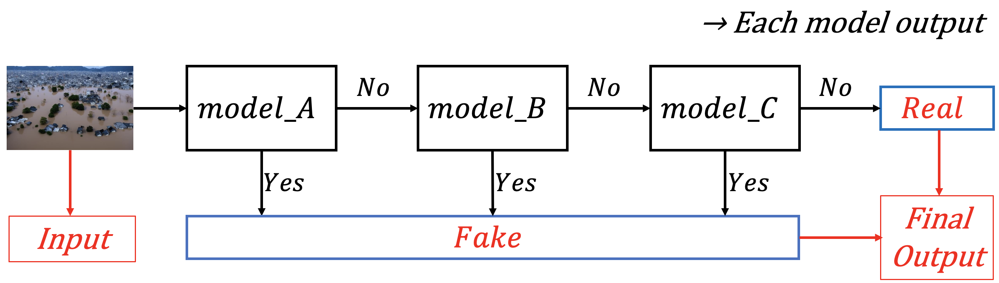 → Each model output
model_A
No
model_B
No
model_C
No
Real
Yes
Yes
Yes
Input
Fake
Final
Output